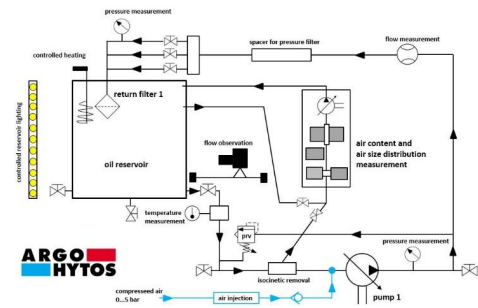 pressure measurement
flow measurement
spacer for pressure filter
controlled heating
return filter 1
controlled reservoir lighting
air content and
air size distribution
measurement
flow observation
oil reservoir
temperature
measurement
prv
pressure measurement
isocinetic removal
ARGO
HYTOS
pump 1
compreseed air
0...5 bar
air injection